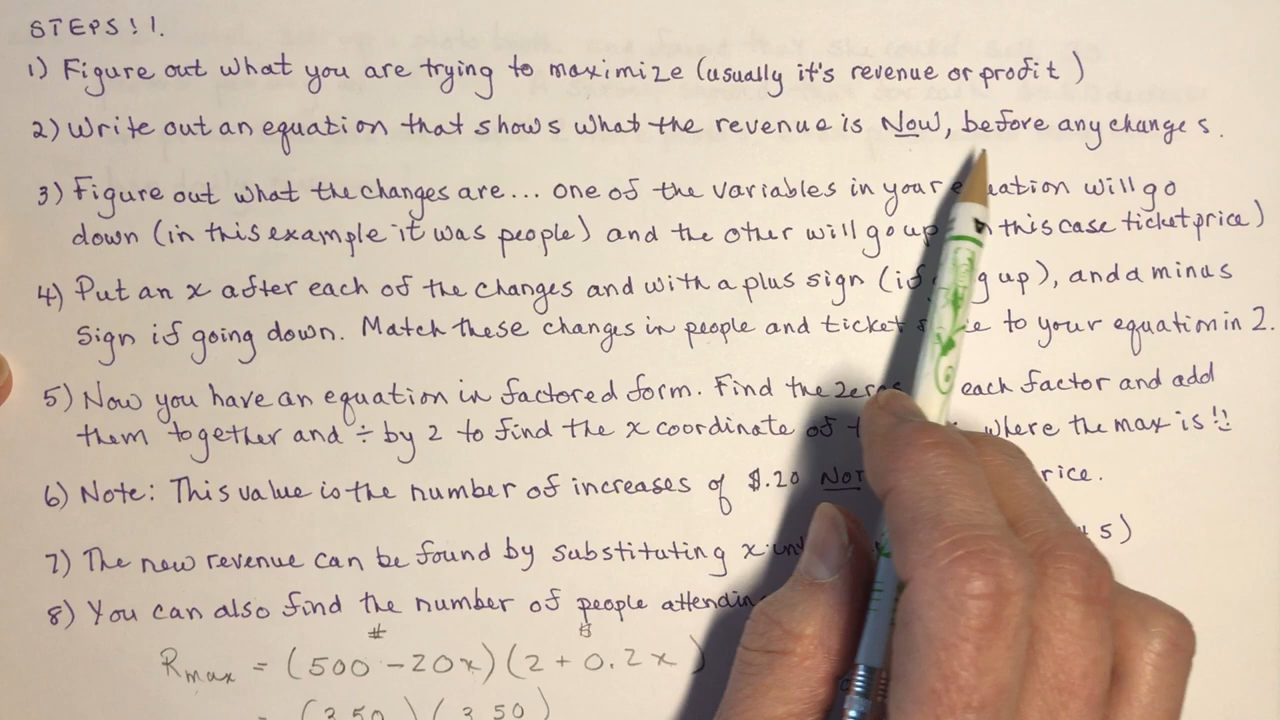 STEPS!!.
1) Figure out what you are trying to maximize (usually it's revenue or profit)
2) Write out an equation that shows what the revenue is Now, before any changes.
3) Figure out what the changes are... one of the variables in your will go
down (in this example it was people) and the other will go up this case ticket price)
4) Put an x after each of the changes and with a plus sign (if up), and a minus
sign if going down. Match these changes in people and ticket to your equation in 2.
5) Now you have an equation in factored form. Find the each factor and add
them together and ÷ by 2 to find the x coordinate of where the max is!!
6) Note: This value is the number of increases of $.20 NOT
7) The new revenue can be found by substituting x 5)
8) You can also find the number of people
# $
Rmax = (500 - 20x)(2 + 0.2x)
= (350)(3.50)